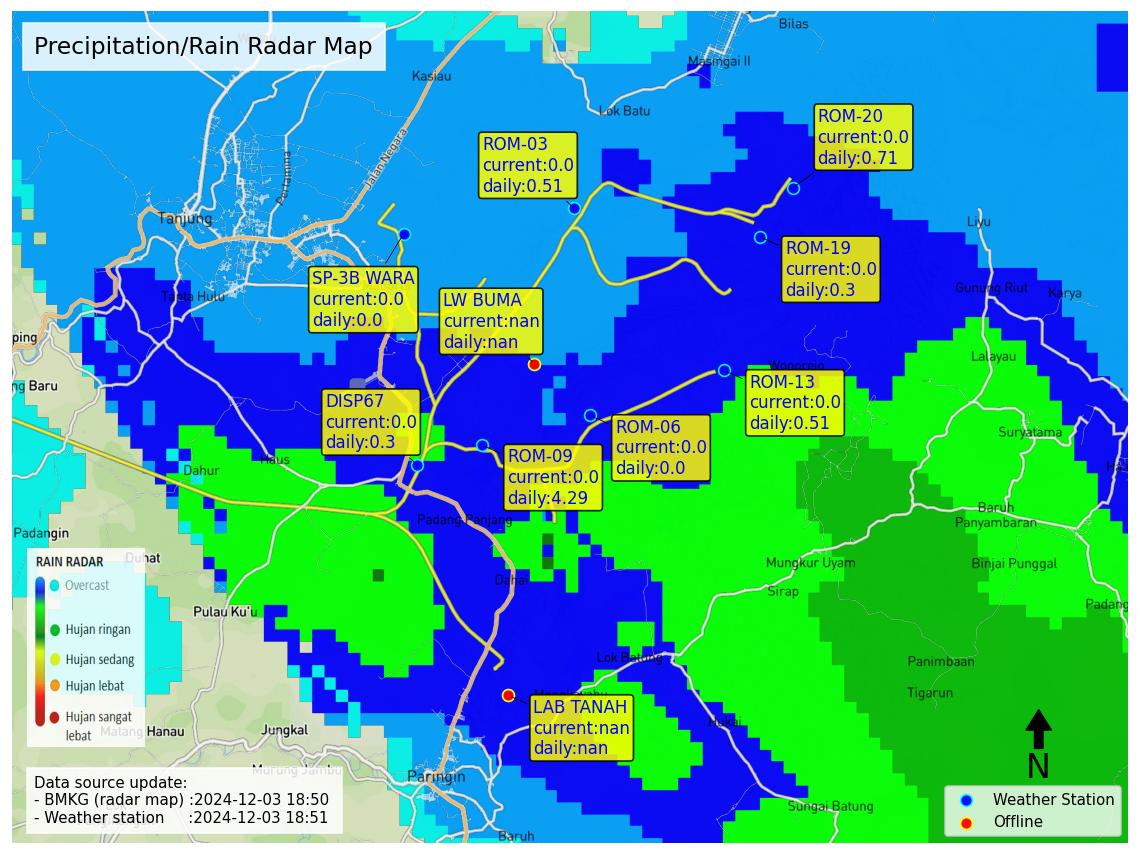 Precipitation/Rain Radar Map
Bilas
Masingai II
Kasiau
Lok Batu
Jalan Negara
Pertamina
Tanjung
Tanta Hulu
ping
ng Baru
Liyu
Gunung Riut
Karya
Lalayau
Wonorejo
Suryatama
Ha
Baruh
Panyambaran
Mungkur Uyam
Binjai Punggal
Sirap
Padang
Panimbaan
Tigarun
Haus
Dahur
Padang Panjang
Padangin
Duhat
Dahai
Pulau Ku'u
Lok Batung
Hukai
Matang Hanau
Jungkal
Murung Jambu
Paringin
Sungai Batung
Baruh
ROM-20
current:0.0
daily:0.71
ROM-03
current:0.0
daily:0.51
ROM-19
current:0.0
daily:0.3
SP-3B WARA
current:0.0
daily:0.0
LW BUMA
current:nan
daily:nan
ROM-13
current:0.0
daily:0.51
DISP67
current:0.0
daily:0.3
ROM-06
current:0.0
daily:0.0
ROM-09
current:0.0
daily:4.29
LAB TANAH
current:nan
daily:nan
RAIN RADAR
Overcast
Hujan ringan
Hujan sedang
Hujan lebat
Hujan sangat
lebat
Data source update:
- BMKG (radar map) :2024-12-03 18:50
- Weather station :2024-12-03 18:51
N
Weather Station
Offline